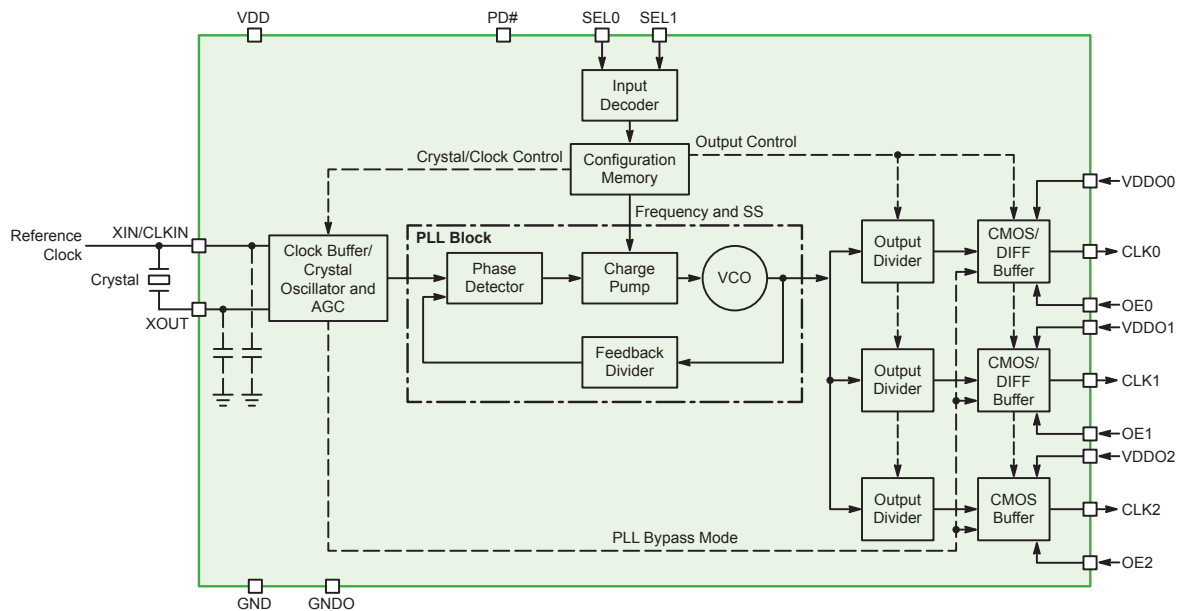 VDD
PD#
SEL0
SEL1
Input
Decoder
Crystal/Clock Control
Configuration
Memory
Output Control
Frequency and SS
VDDO0
Reference
Clock
XIN/CLKIN
Crystal
XOUT
Clock Buffer/
Crystal
Oscillator and
AGC
PLL Block
Phase
Detector
Charge
Pump
VCO
Feedback
Divider
Output
Divider
CMOS/
DIFF
Buffer
CLK0
OE0
VDDO1
Output
Divider
CMOS/
DIFF
Buffer
CLK1
OE1
VDDO2
Output
Divider
CMOS
Buffer
CLK2
OE2
PLL Bypass Mode
GND
GNDO